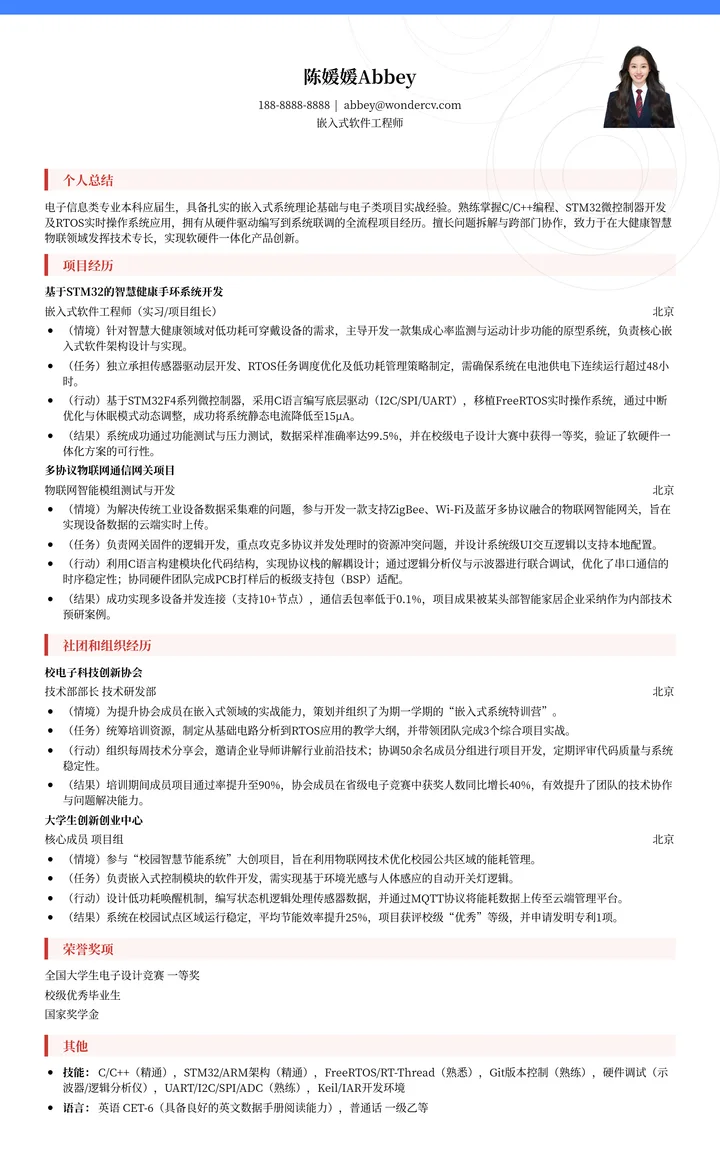 陈媛媛Abbey
188-8888-8888 | abbey@wondercv.com
嵌入式软件工程师
个人总结
电子信息类专业本科应届生，具备扎实的嵌入式系统理论基础与电子类项目实战经验。熟练掌握C/C++编程、STM32微控制器开发
及RTOS实时操作系统应用，拥有从硬件驱动编写到系统联调的全流程项目经历。擅长问题拆解与跨部门协作，致力于在大健康智慧
物联领域发挥技术专长，实现软硬件一体化产品创新。
项目经历
基于STM32的智慧健康手环系统开发
嵌入式软件工程师（实习/项目组长） 北京
• （情境）针对智慧大健康领域对低功耗可穿戴设备的需求，主导开发一款集成心率监测与运动计步功能的原型系统，负责核心嵌
入式软件架构设计与实现。
• （任务）独立承担传感器驱动层开发、RTOS任务调度优化及低功耗管理策略制定，需确保系统在电池供电下连续运行超过48小
时。
• （行动）基于STM32F4系列微控制器，采用C语言编写底层驱动（I2C/SPI/UART），移植FreeRTOS实时操作系统，通过中断
优化与休眠模式动态调整，成功将系统静态电流降低至15μA。
• （结果）系统成功通过功能测试与压力测试，数据采样准确率达99.5%，并在校级电子设计大赛中获得一等奖，验证了软硬件一
体化方案的可行性。
多协议物联网通信网关项目
物联网智能模组测试与开发 北京
• （情境）为解决传统工业设备数据采集难的问题，参与开发一款支持ZigBee、Wi-Fi及蓝牙多协议融合的物联网智能网关，旨在
实现设备数据的云端实时上传。
• （任务）负责网关固件的逻辑开发，重点攻克多协议并发处理时的资源冲突问题，并设计系统级UI交互逻辑以支持本地配置。
• （行动）利用C语言构建模块化代码结构，实现协议栈的解耦设计；通过逻辑分析仪与示波器进行联合调试，优化了串口通信的
时序稳定性；协同硬件团队完成PCB打样后的板级支持包（BSP）适配。
• （结果）成功实现多设备并发连接（支持10+节点），通信丢包率低于0.1%，项目成果被某头部智能家居企业采纳作为内部技术
预研案例。
社团和组织经历
校电子科技创新协会
技术部部长 技术研发部 北京
• （情境）为提升协会成员在嵌入式领域的实战能力，策划并组织了为期一学期的“嵌入式系统特训营”。
• （任务）统筹培训资源，制定从基础电路分析到RTOS应用的教学大纲，并带领团队完成3个综合项目实战。
• （行动）组织每周技术分享会，邀请企业导师讲解行业前沿技术；协调50余名成员分组进行项目开发，定期评审代码质量与系统
稳定性。
• （结果）培训期间成员项目通过率提升至90%，协会成员在省级电子竞赛中获奖人数同比增长40%，有效提升了团队的技术协作
与问题解决能力。
大学生创新创业中心
核心成员 项目组 北京
• （情境）参与“校园智慧节能系统”大创项目，旨在利用物联网技术优化校园公共区域的能耗管理。
• （任务）负责嵌入式控制模块的软件开发，需实现基于环境光感与人体感应的自动开关灯逻辑。
• （行动）设计低功耗唤醒机制，编写状态机逻辑处理传感器数据，并通过MQTT协议将能耗数据上传至云端管理平台。
• （结果）系统在校园试点区域运行稳定，平均节能效率提升25%，项目获评校级“优秀”等级，并申请发明专利1项。
荣誉奖项
全国大学生电子设计竞赛 一等奖
校级优秀毕业生
国家奖学金
其他
• 技能： C/C++（精通），STM32/ARM架构（精通），FreeRTOS/RT-Thread（熟悉），Git版本控制（熟练），硬件调试（示
波器/逻辑分析仪），UART/I2C/SPI/ADC（熟练），Keil/IAR开发环境
• 语言： 英语 CET-6（具备良好的英文数据手册阅读能力），普通话 一级乙等